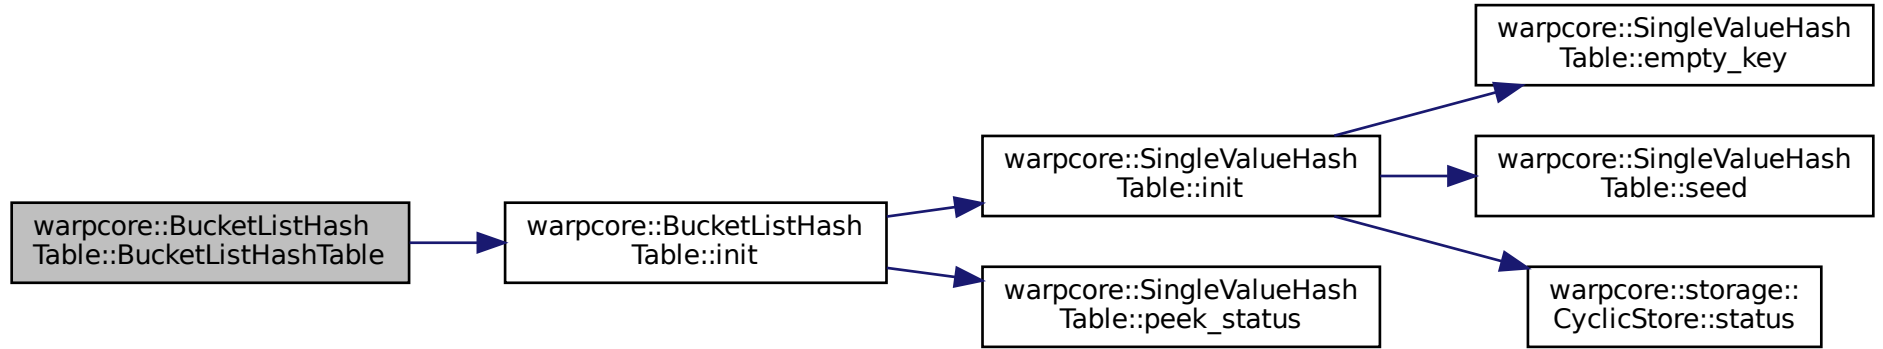 warpcore::BucketListHash
Table::BucketListHashTable
warpcore::BucketListHash
Table::init
warpcore::SingleValueHash
Table::init
warpcore::SingleValueHash
Table::peek_status
warpcore::SingleValueHash
Table::empty_key
warpcore::SingleValueHash
Table::seed
warpcore::storage::
CyclicStore::status